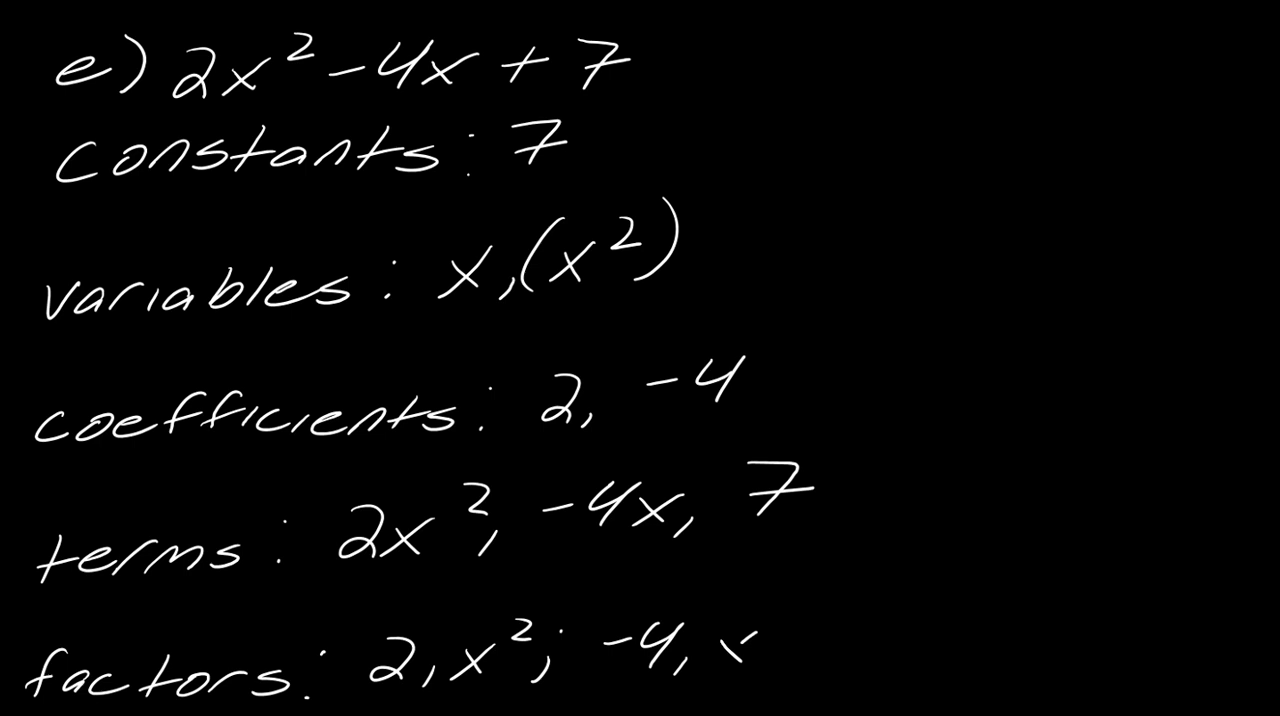 e) 2x² - 4x + 7
constants: 7
variables: x, (x²)
coefficients: 2, -4
terms: 2x², -4x, 7
factors: 2, x²; -4,